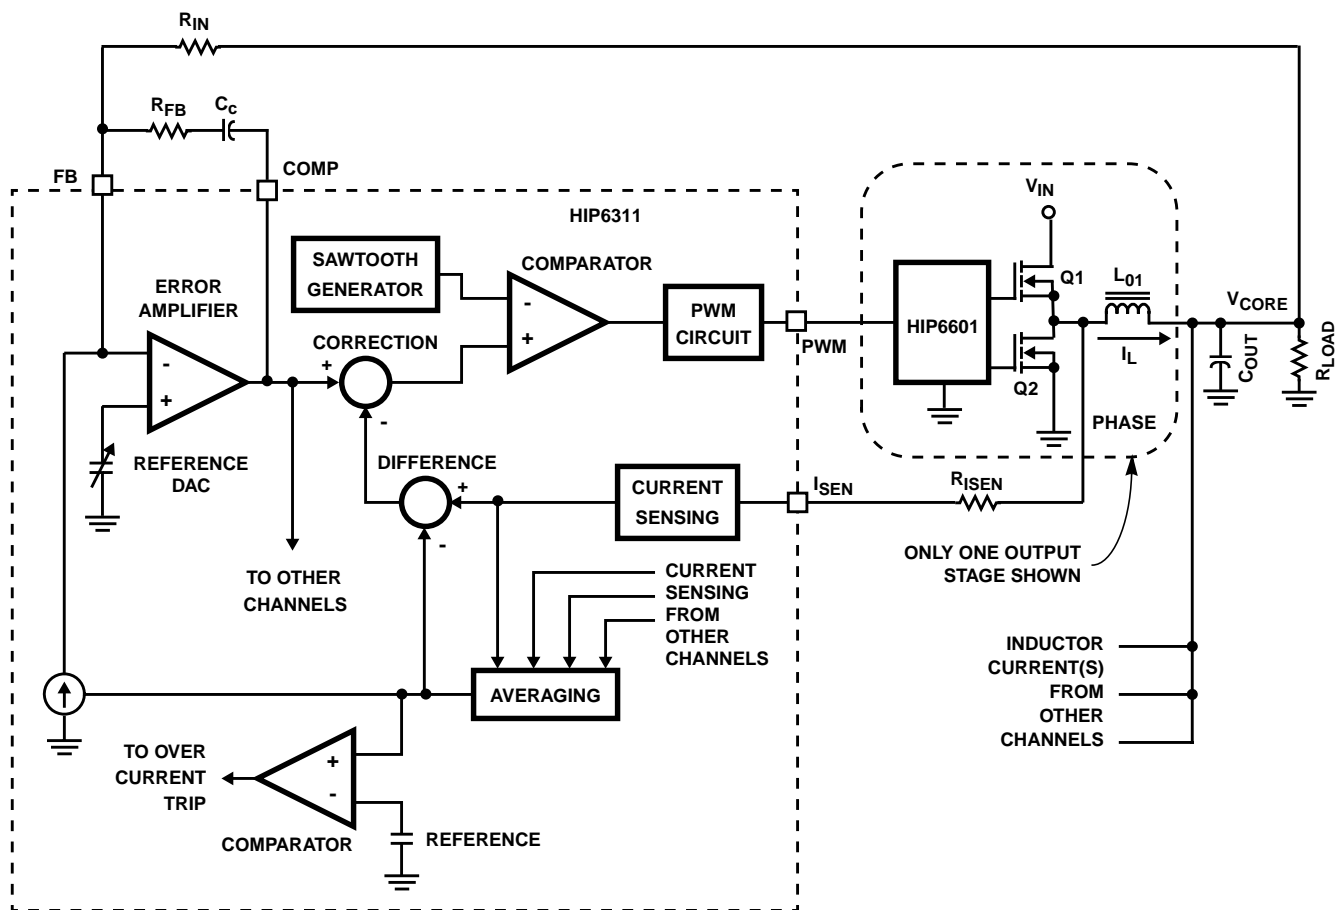 RIN
RFB
Cc
FB
COMP
HIP6311
VIN
SAWTOOTH
GENERATOR
COMPARATOR
-
+
ERROR
AMPLIFIER
-
+
CORRECTION
+
-
PWM
CIRCUIT
PWM
HIP6601
Q1
Q2
L01
IL
VCORE
COUT
RLOAD
PHASE
REFERENCE
DAC
DIFFERENCE
+
-
CURRENT
SENSING
ISEN
RISEN
ONLY ONE OUTPUT
STAGE SHOWN
TO OTHER
CHANNELS
CURRENT
SENSING
FROM
OTHER
CHANNELS
INDUCTOR
CURRENT(S)
FROM
OTHER
CHANNELS
AVERAGING
TO OVER
CURRENT
TRIP
+
-
COMPARATOR
REFERENCE